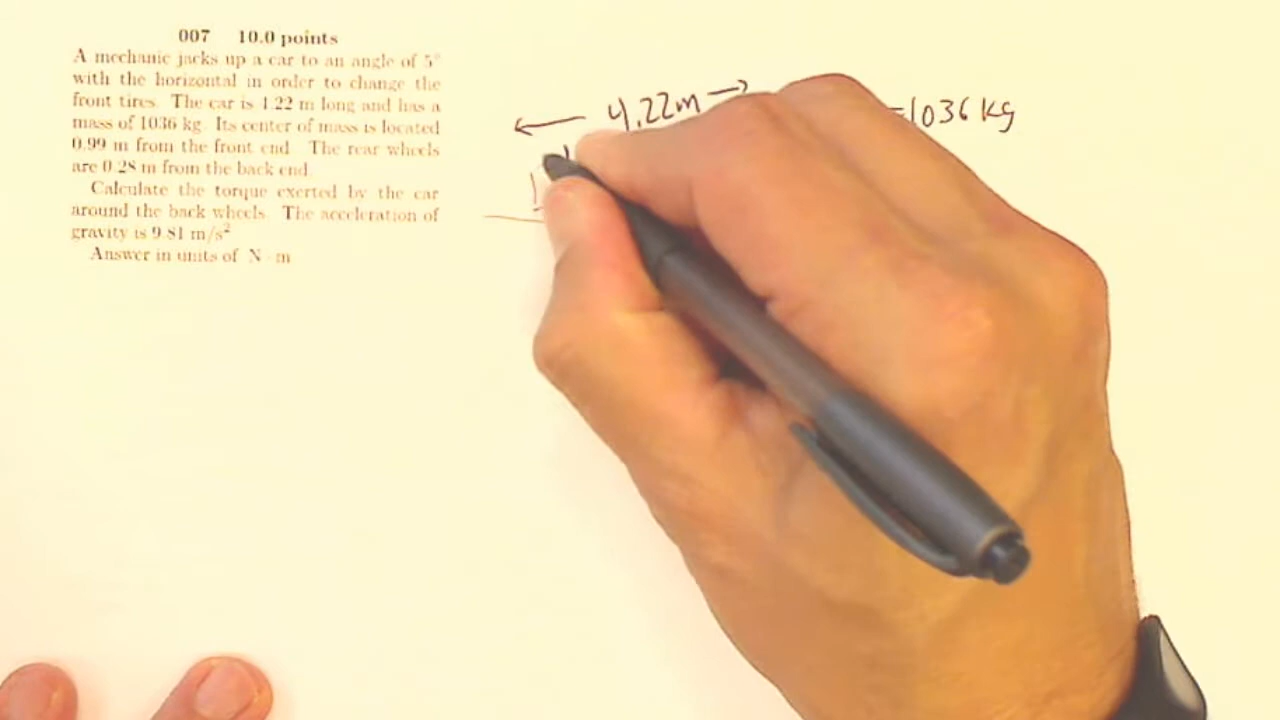 007 10.0 points
A mechanic jacks up a car to an angle of 5°
with the horizontal in order to change the
front tires. The car is 4.22 m long and has a
mass of 1036 kg. Its center of mass is located
0.99 m from the front end. The rear wheels
are 0.28 m from the back end.
Calculate the torque exerted by the car
around the back wheels. The acceleration of
gravity is 9.81 m/s²
Answer in units of N · m
4.22m
=1036 kg